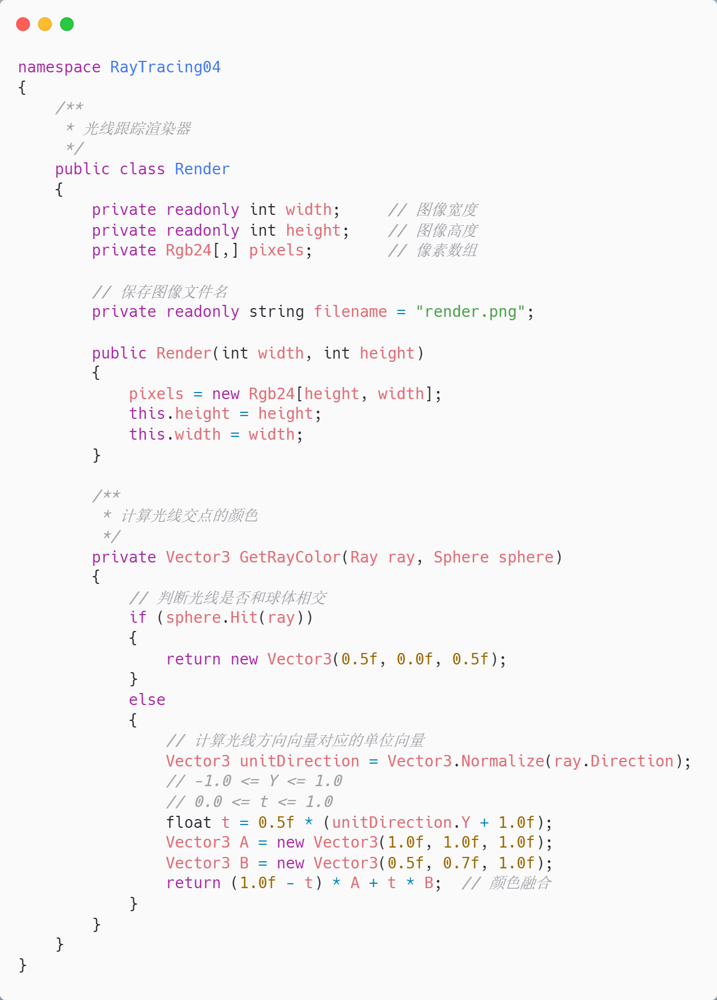 namespace RayTracing04
{
    /**
     * 光线跟踪渲染器
     */
    public class Render
    {
        private readonly int width;     // 图像宽度
        private readonly int height;    // 图像高度
        private Rgb24[,] pixels;        // 像素数组

        // 保存图像文件名
        private readonly string filename = "render.png";

        public Render(int width, int height)
        {
            pixels = new Rgb24[height, width];
            this.height = height;
            this.width = width;
        }

        /**
         * 计算光线交点的颜色
         */
        private Vector3 GetRayColor(Ray ray, Sphere sphere)
        {
            // 判断光线是否和球体相交
            if (sphere.Hit(ray))
            {
                return new Vector3(0.5f, 0.0f, 0.5f);
            }
            else
            {
                // 计算光线方向向量对应的单位向量
                Vector3 unitDirection = Vector3.Normalize(ray.Direction);
                // -1.0 <= Y <= 1.0
                // 0.0 <= t <= 1.0
                float t = 0.5f * (unitDirection.Y + 1.0f);
                Vector3 A = new Vector3(1.0f, 1.0f, 1.0f);
                Vector3 B = new Vector3(0.5f, 0.7f, 1.0f);
                return (1.0f - t) * A + t * B;  // 颜色融合
            }
        }
    }
}